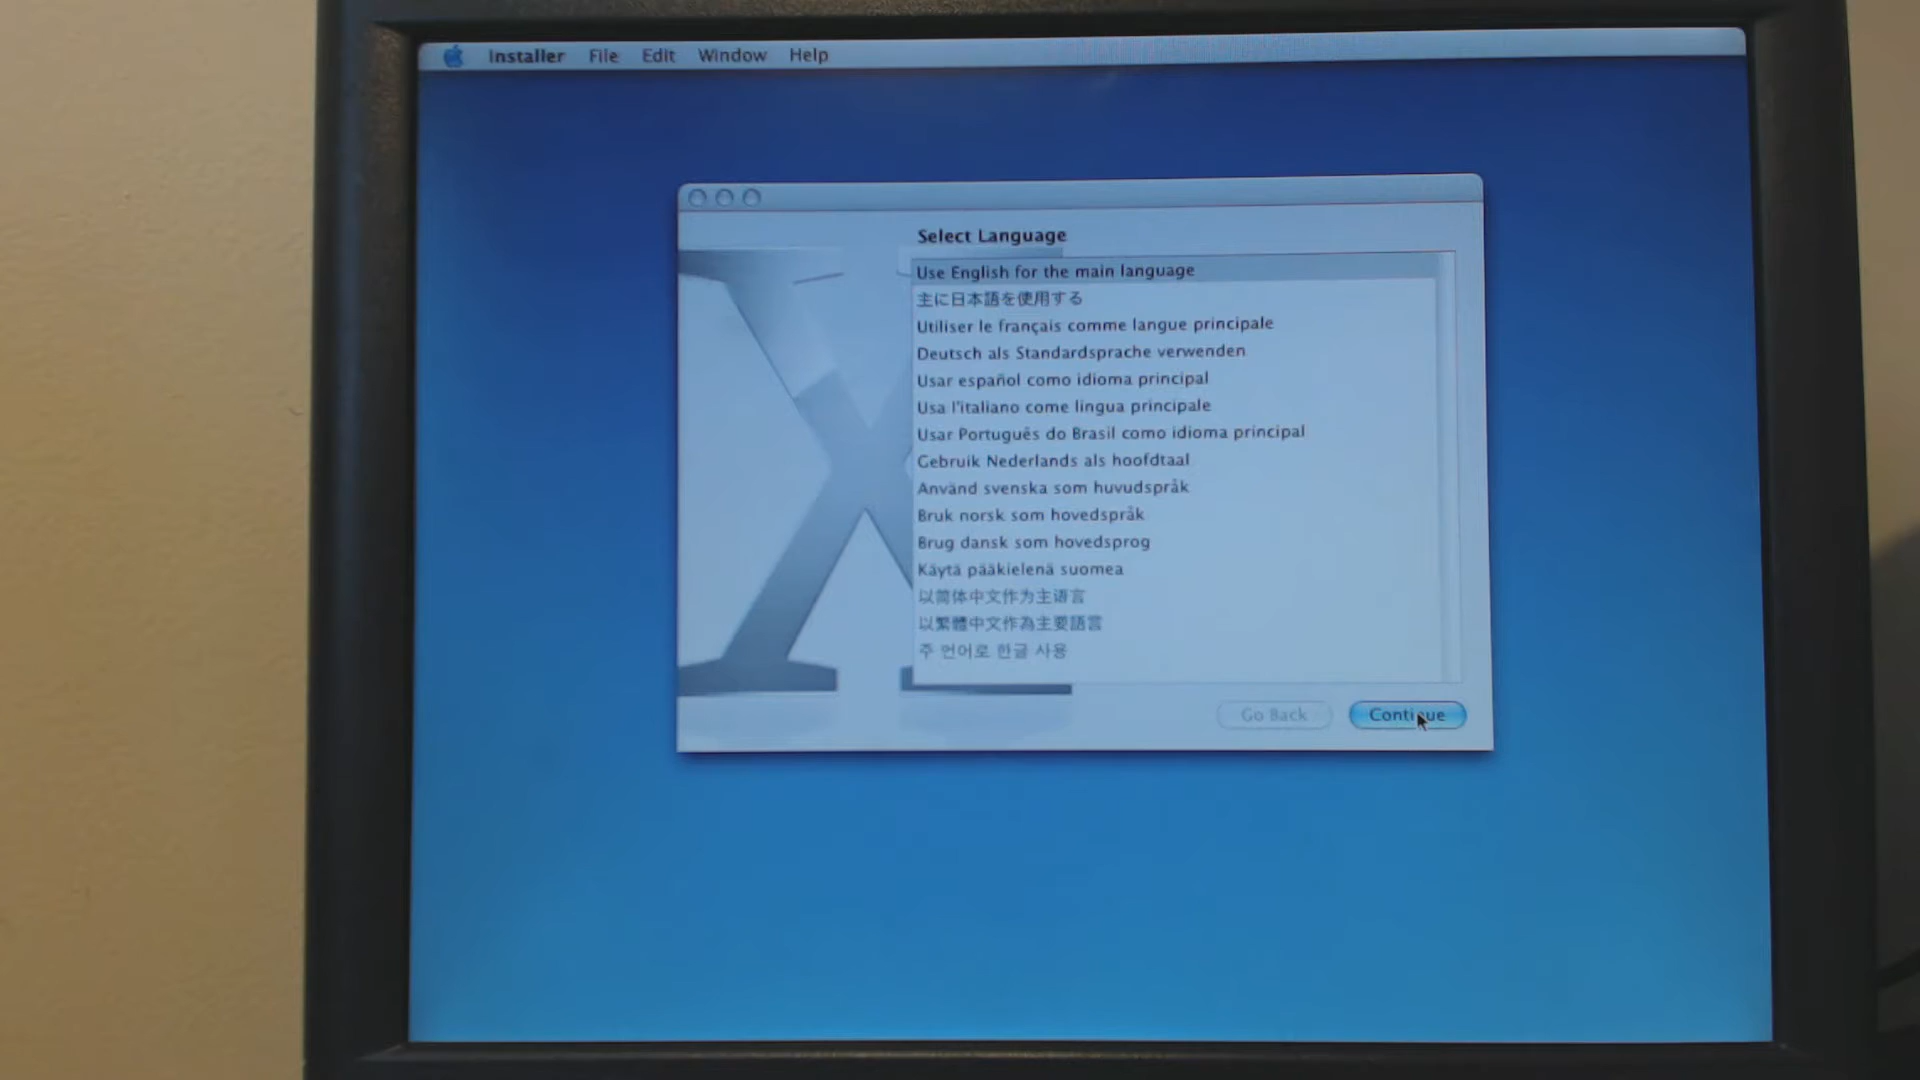 Installer File Edit Window Help
Select Language
Use English for the main language
主に日本語を使用する
Utiliser le français comme langue principale
Deutsch als Standardsprache verwenden
Usar español como idioma principal
Usa l'italiano come lingua principale
Usar Português do Brasil como idioma principal
Gebruik Nederlands als hoofdtaal
Använd svenska som huvudspråk
Bruk norsk som hovedspråk
Brug dansk som hovedsprog
Käytä pääkielenä suomea
以简体中文作为主语言
以繁體中文作為主要語言
주 언어로 한글 사용
Go Back Continue